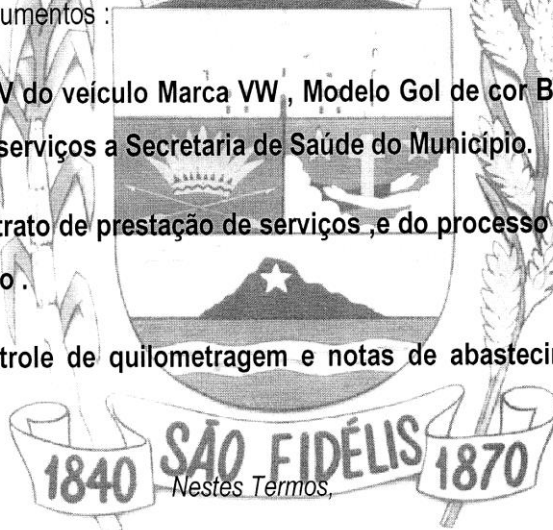 umentos :
V do veículo Marca VW , Modelo Gol de cor B
serviços a Secretaria de Saúde do Município.
trato de prestação de serviços ,e do processo
o .
trole de quilometragem e notas de abasteci
1840 SÃO FIDÉLIS 1870
Nestes Termos,